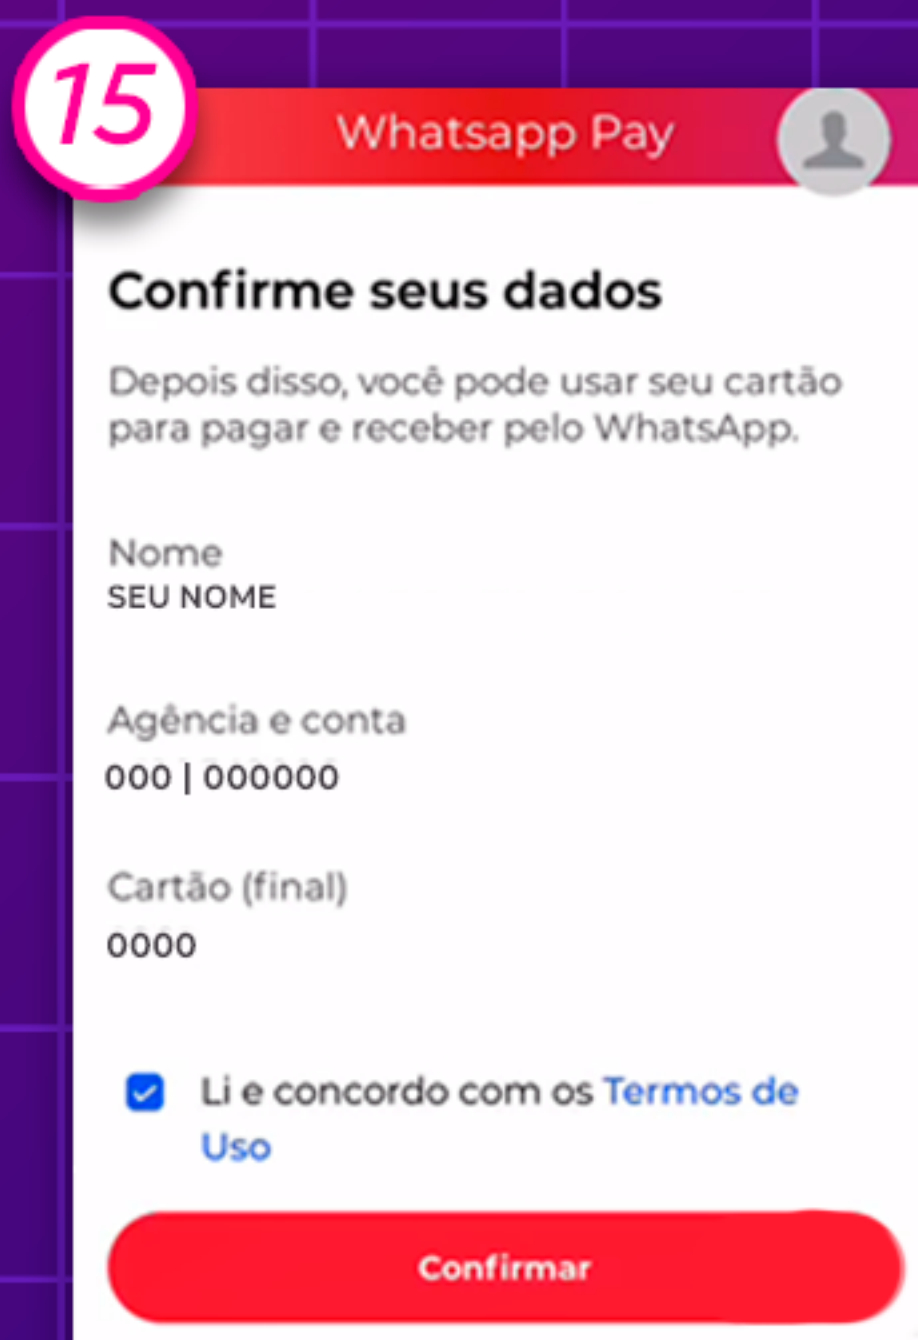 15
Whatsapp Pay
Confirme seus dados
Depois disso, você pode usar seu cartão
para pagar e receber pelo WhatsApp.
Nome
SEU NOME
Agência e conta
000 | 000000
Cartão (final)
0000
Li e concordo com os Termos de
Uso
Confirmar